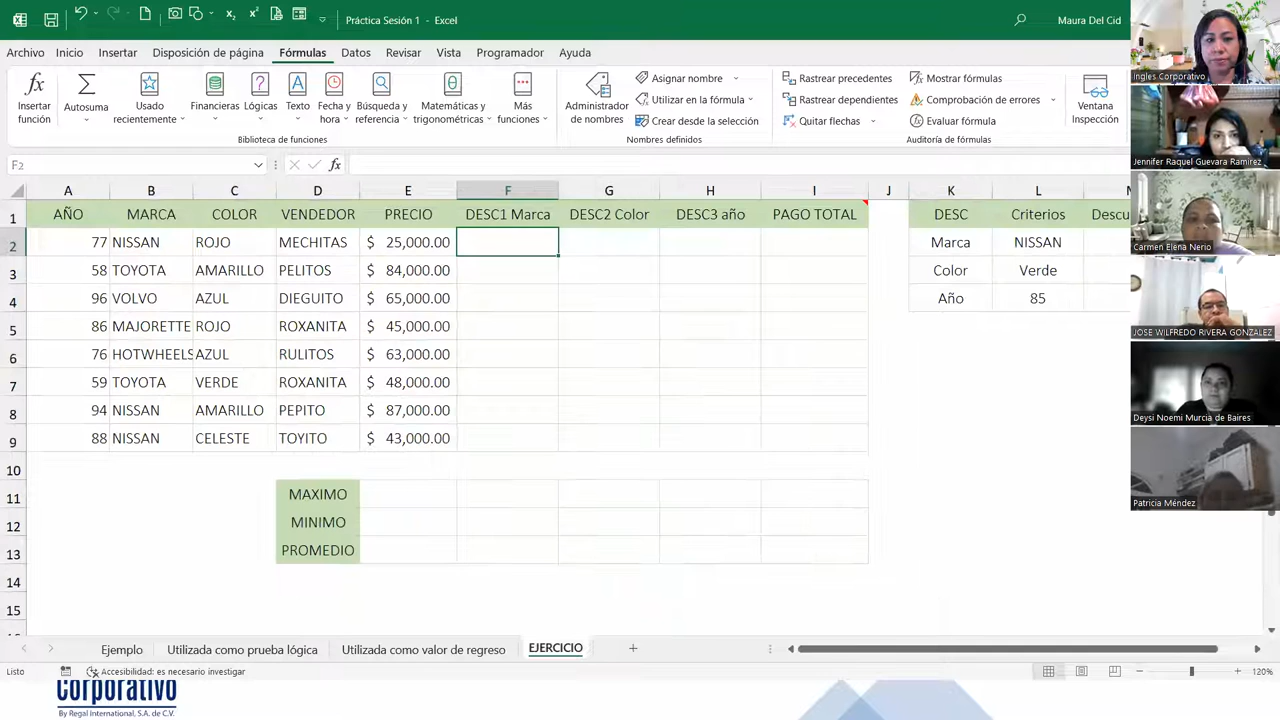 Práctica Sesión 1 - Excel
Maura Del Cid
Archivo Inicio Insertar Disposición de página Fórmulas Datos Revisar Vista Programador Ayuda
Insertar función
Autosuma
Usado recientemente
Financieras
Lógicas
Texto
Fecha y hora
Búsqueda y referencia
Matemáticas y trigonométricas
Más funciones
Biblioteca de funciones
Administrador de nombres
Asignar nombre
Utilizar en la fórmula
Crear desde la selección
Nombres definidos
Rastrear precedentes
Rastrear dependientes
Quitar flechas
Mostrar fórmulas
Comprobación de errores
Evaluar fórmula
Auditoría de fórmulas
Ventana Inspección
F2
fx
A B C D E F G H I J K L
1 AÑO MARCA COLOR VENDEDOR PRECIO DESC1 Marca DESC2 Color DESC3 año PAGO TOTAL DESC Criterios Descu
2 77 NISSAN ROJO MECHITAS $ 25,000.00 Marca NISSAN
3 58 TOYOTA AMARILLO PELITOS $ 84,000.00 Color Verde
4 96 VOLVO AZUL DIEGUITO $ 65,000.00 Año 85
5 86 MAJORETTE ROJO ROXANITA $ 45,000.00
6 76 HOTWHEELS AZUL RULITOS $ 63,000.00
7 59 TOYOTA VERDE ROXANITA $ 48,000.00
8 94 NISSAN AMARILLO PEPITO $ 87,000.00
9 88 NISSAN CELESTE TOYITO $ 43,000.00
10
11 MAXIMO
12 MINIMO
13 PROMEDIO
14
15
Ejemplo Utilizada como prueba lógica Utilizada como valor de regreso EJERCICIO
Listo Accesibilidad: es necesario investigar 120%
Corporativo
By Regal International, S.A. de C.V.
Ingles Corporativo
Jennifer Raquel Guevara Ramirez
Carmen Elena Nerio
JOSE WILFREDO RIVERA GONZALEZ
Deysi Noemi Murcia de Baires
Patricia Méndez